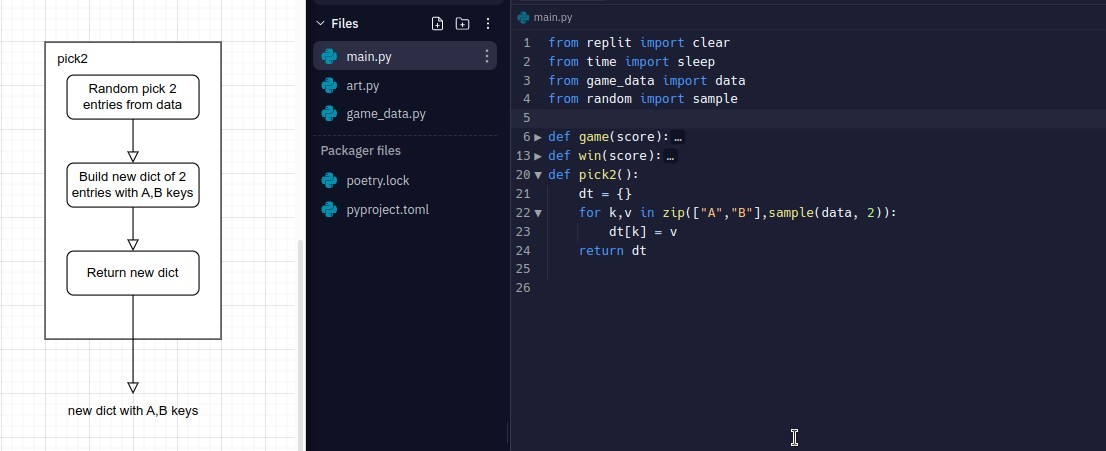 pick2
Random pick 2
entries from data
Build new dict of 2
entries with A,B keys
Return new dict
new dict with A,B keys
Files
main.py
art.py
game_data.py
Packager files
poetry.lock
pyproject.toml
main.py
1 from replit import clear
2 from time import sleep
3 from game_data import data
4 from random import sample
5
6 def game(score):…
13 def win(score):…
20 def pick2():
21 dt = {}
22 for k,v in zip(["A","B"],sample(data, 2)):
23 dt[k] = v
24 return dt
25
26